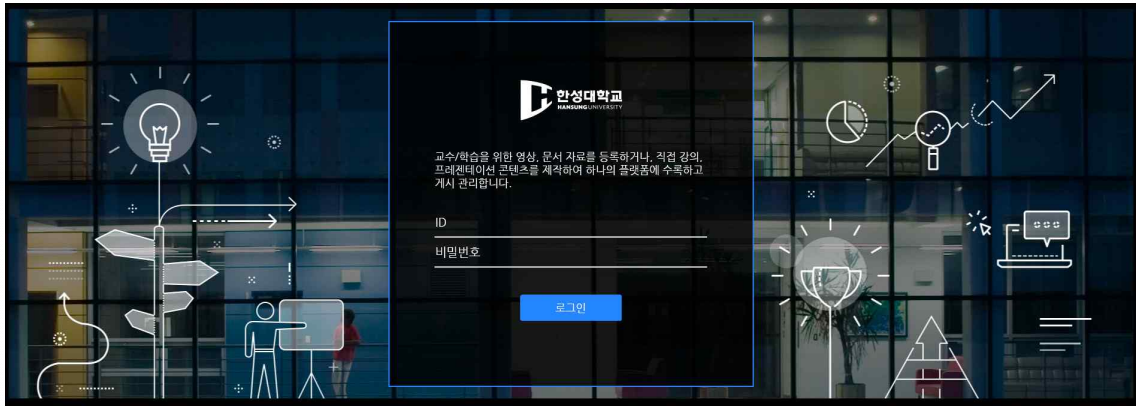 한성대학교
HANSUNG UNIVERSITY
교수/학습을 위한 영상, 문서 자료를 등록하거나, 직접 강의,
프레젠테이션 콘텐츠를 제작하여 하나의 플랫폼에 수록하고
게시 관리합니다.
ID
비밀번호
로그인